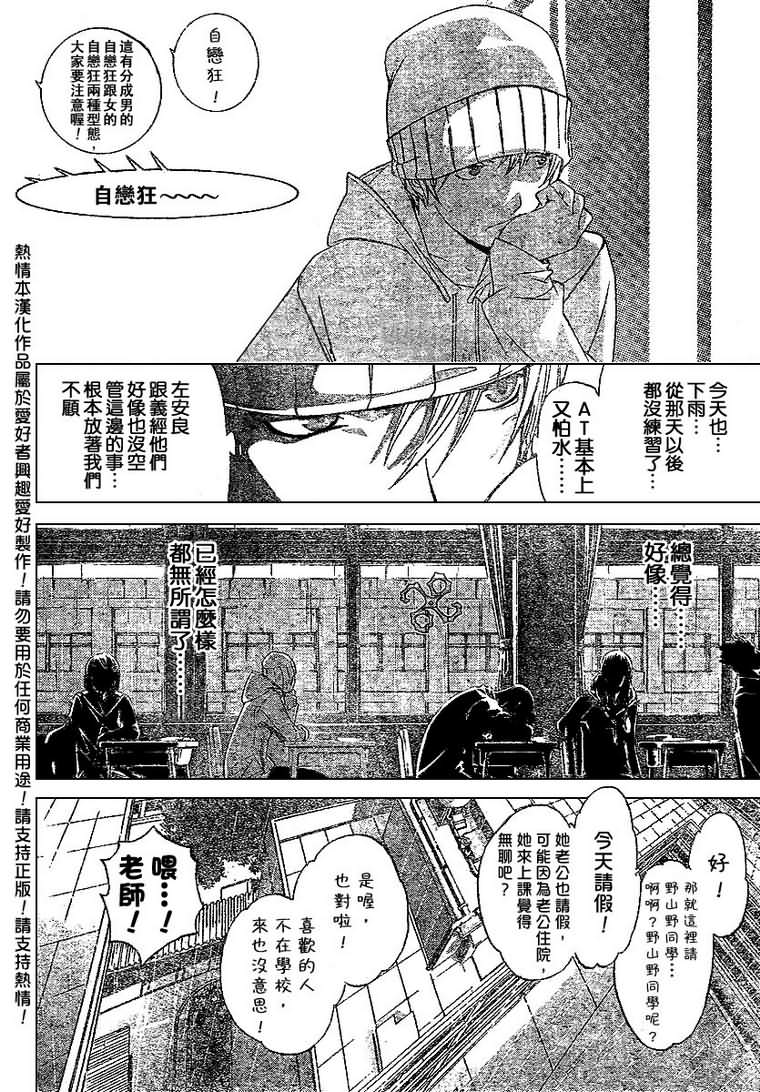 自戀狂！
這有分成男的
自戀狂跟女的
自戀狂兩種型態，
大家要注意喔！
自戀狂～～～～
今天也…
下雨…
從那天以後
都沒練習了…
AT基本上
又怕水……
左安良
跟義經他們
好像也沒空
管這邊的事…
根本放著我們
不顧
總覺得……
好像……
已經怎麼樣
都無所謂了……
好！
那就這裡請
野山野同學…
啊啊？野山野同學呢？
今天請假！
她老公也請假，
可能因為老公住院，
她來上課覺得
無聊吧？
是喔，
也對啦！
喜歡的人
不在學校，
來也沒意思！
喂…！
老師！
熱情本漢化作品屬於愛好者興趣愛好製作！請勿要用於任何商業用途！請支持正版！請支持熱情！